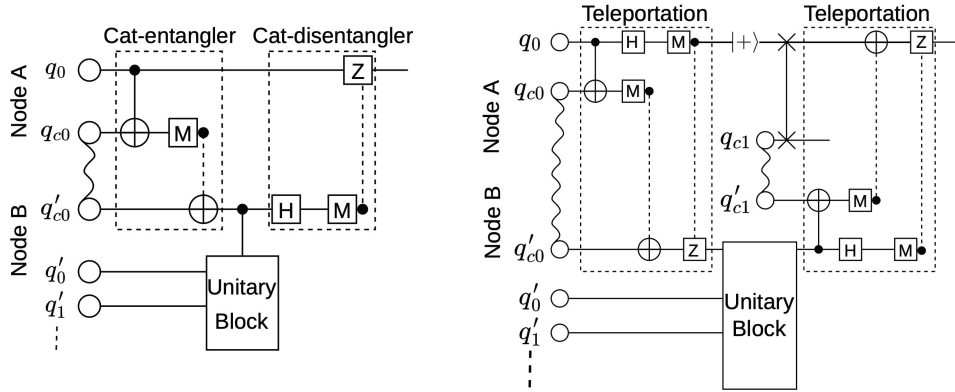 Cat-entangler Cat-disentangler
Node A
q0 Z
qc0 M
Node B
q′c0 H M
q′0
q′1
Unitary
Block
Teleportation Teleportation
Node A
q0 H M |+⟩ Z
qc0 M
qc1
Node B
q′c1 M
q′c0 Z H M
q′0
q′1
Unitary
Block